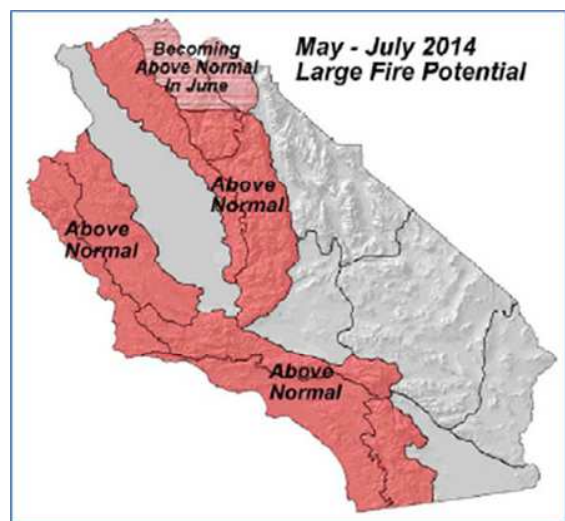 May - July 2014
Large Fire Potential
Becoming
Above Normal
In June
Above
Normal
Above
Normal
Above
Normal